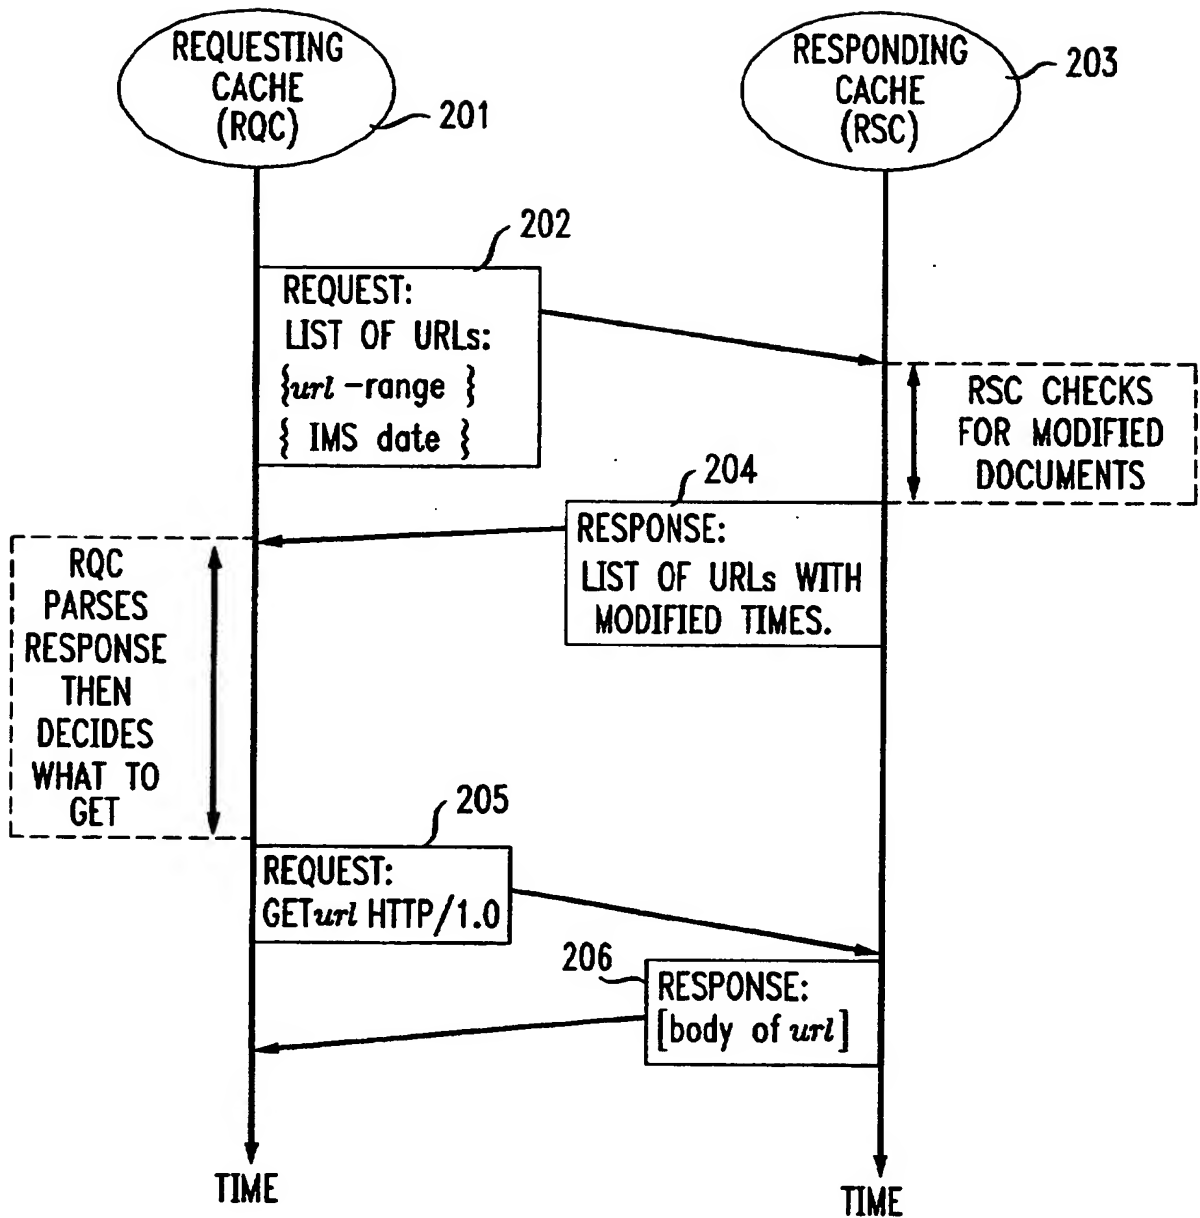 REQUESTING
CACHE
(RQC)
201
RESPONDING
CACHE
(RSC)
203
202
REQUEST:
LIST OF URLs:
{url -range }
{ IMS date }
RSC CHECKS
FOR MODIFIED
DOCUMENTS
204
RESPONSE:
LIST OF URLs WITH
MODIFIED TIMES.
RQC
PARSES
RESPONSE
THEN
DECIDES
WHAT TO
GET
205
REQUEST:
GET url HTTP/1.0
206
RESPONSE:
[body of url]
TIME
TIME